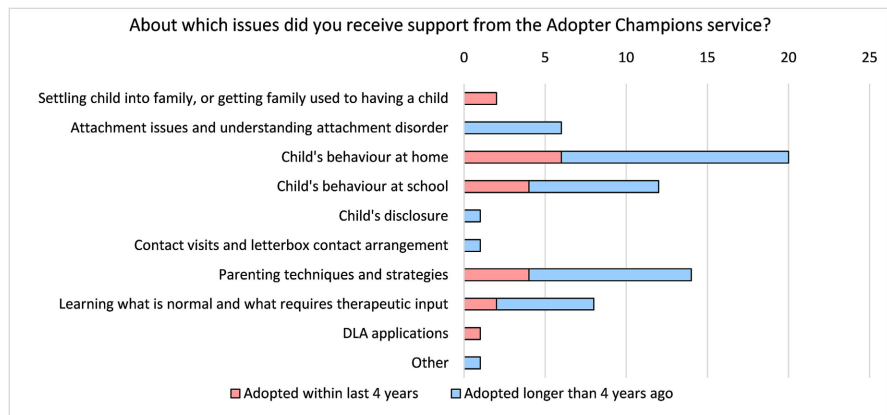 About which issues did you receive support from the Adopter Champions service?
0 5 10 15 20 25
Settling child into family, or getting family used to having a child
Attachment issues and understanding attachment disorder
Child's behaviour at home
Child's behaviour at school
Child's disclosure
Contact visits and letterbox contact arrangement
Parenting techniques and strategies
Learning what is normal and what requires therapeutic input
DLA applications
Other
Adopted within last 4 years Adopted longer than 4 years ago